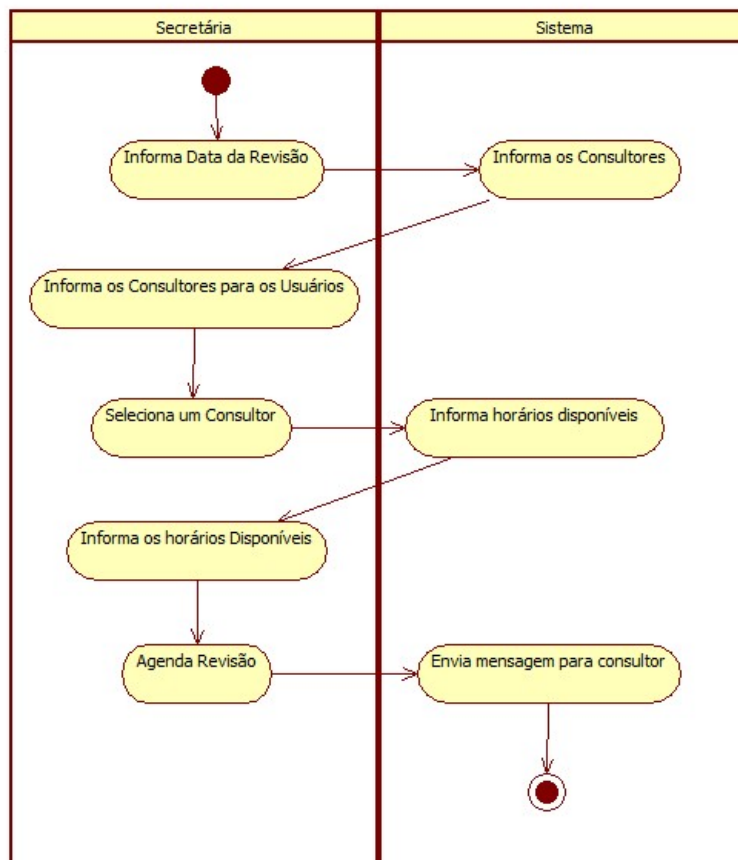 Secretária
Sistema
Informa Data da Revisão
Informa os Consultores
Informa os Consultores para os Usuários
Seleciona um Consultor
Informa horários disponíveis
Informa os horários Disponíveis
Agenda Revisão
Envia mensagem para consultor